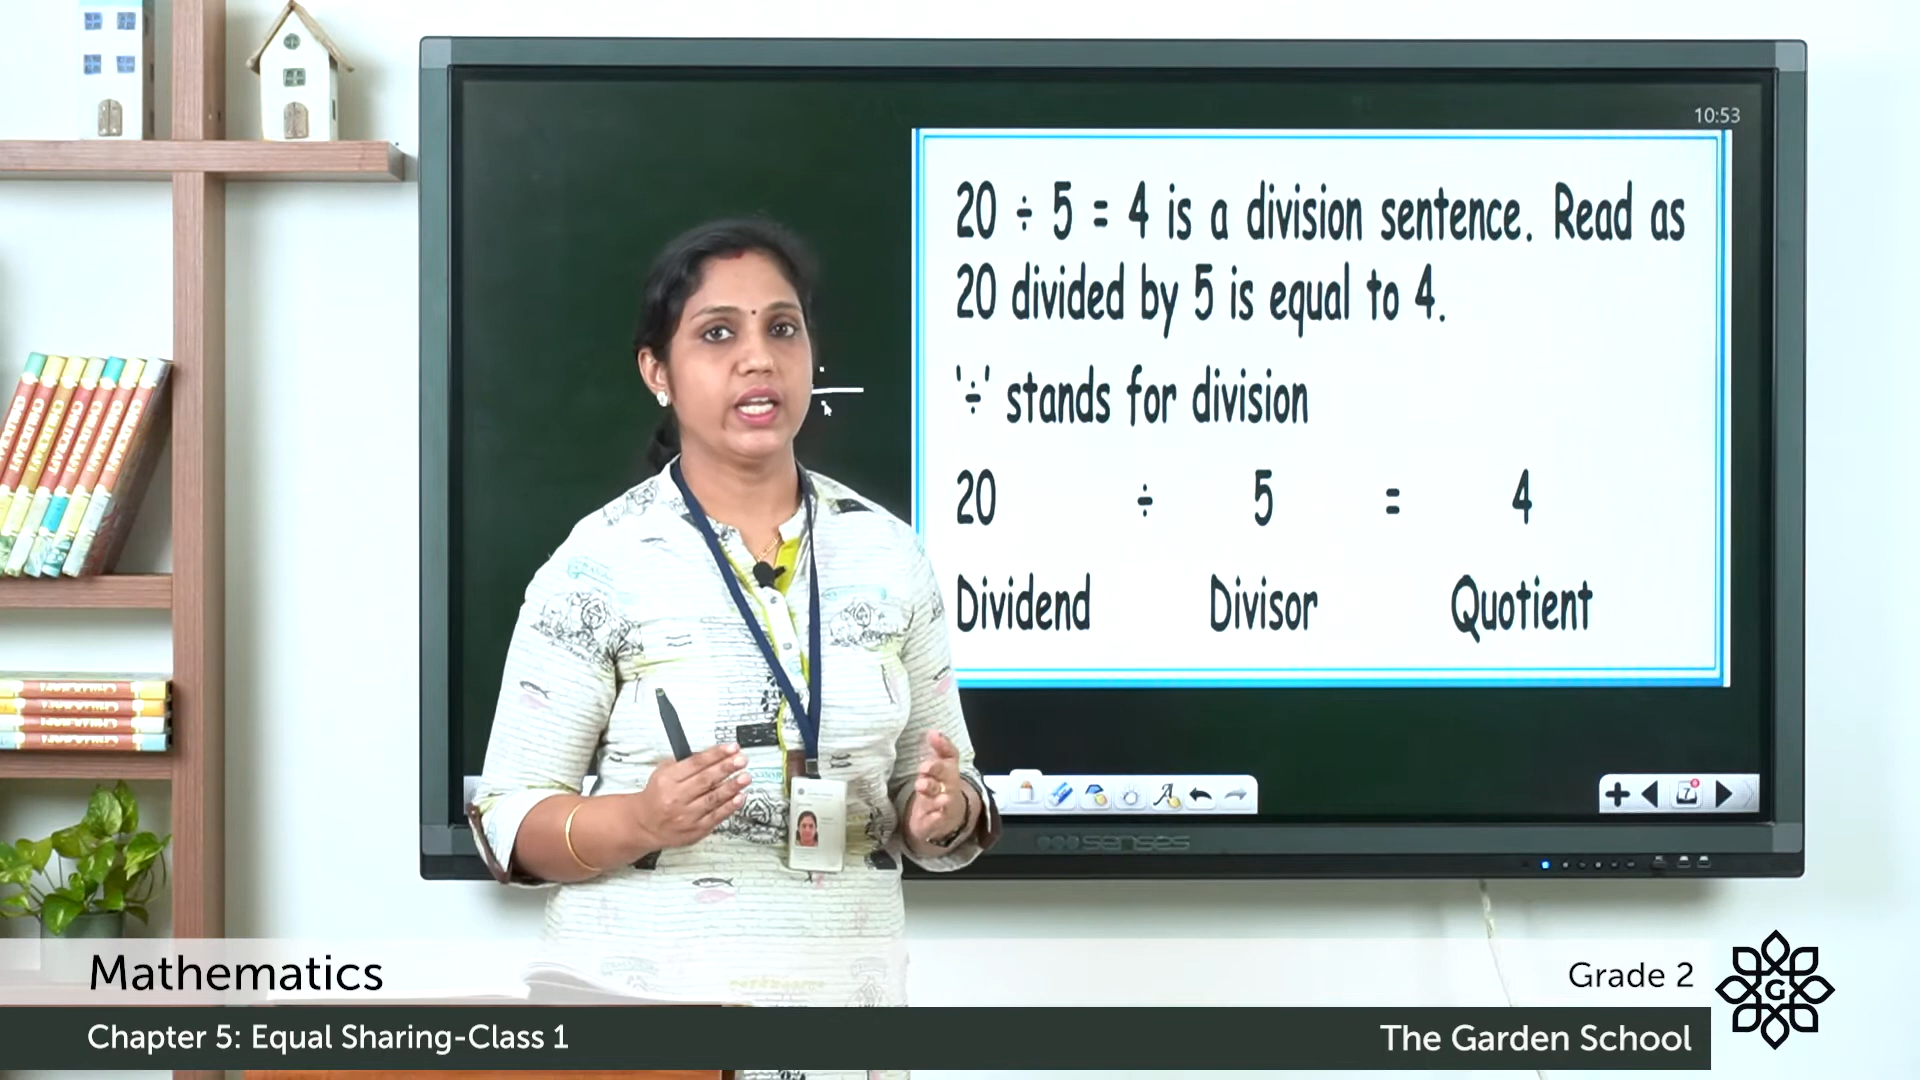 10:53
20 ÷ 5 = 4 is a division sentence. Read as
20 divided by 5 is equal to 4.
'÷' stands for division
20 ÷ 5 = 4
Dividend Divisor Quotient
senses
Mathematics
Grade 2
G
Chapter 5: Equal Sharing-Class 1
The Garden School